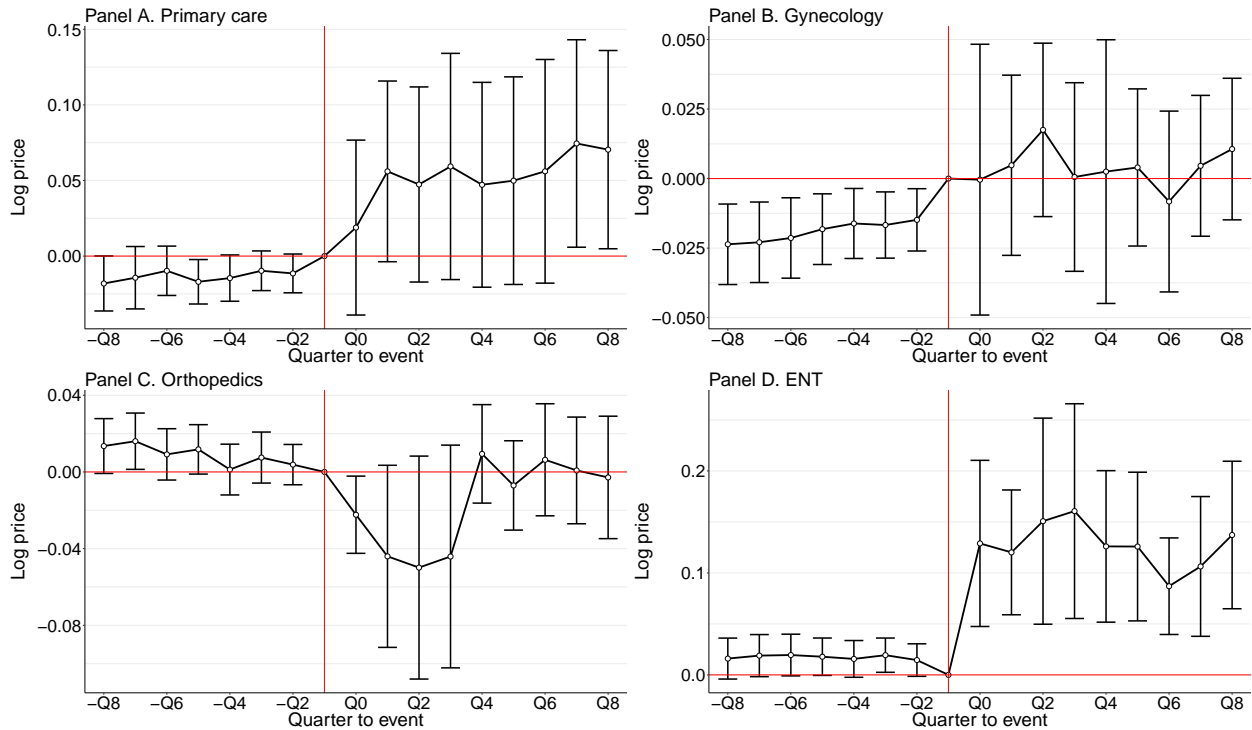 Panel A. Primary care
Log price
0.15
0.10
0.05
0.00
−Q8 −Q6 −Q4 −Q2 Q0 Q2 Q4 Q6 Q8
Quarter to event
Panel B. Gynecology
Log price
0.050
0.025
0.000
−0.025
−0.050
−Q8 −Q6 −Q4 −Q2 Q0 Q2 Q4 Q6 Q8
Quarter to event
Panel C. Orthopedics
Log price
0.04
0.00
−0.04
−0.08
−Q8 −Q6 −Q4 −Q2 Q0 Q2 Q4 Q6 Q8
Quarter to event
Panel D. ENT
Log price
0.2
0.1
0.0
−Q8 −Q6 −Q4 −Q2 Q0 Q2 Q4 Q6 Q8
Quarter to event